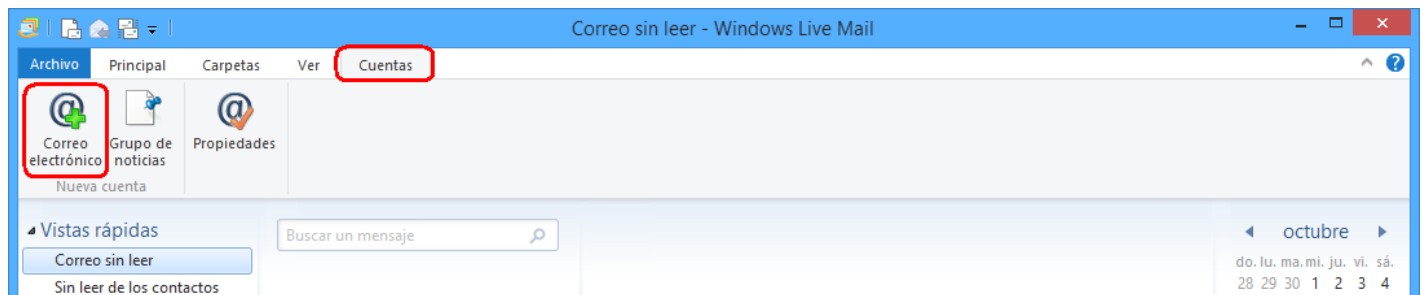 Correo sin leer - Windows Live Mail
Archivo Principal Carpetas Ver Cuentas
Correo electrónico
Grupo de noticias
Propiedades
Nueva cuenta
Vistas rápidas
Buscar un mensaje
octubre
Correo sin leer
do. lu. ma. mi. ju. vi. sá.
Sin leer de los contactos
28 29 30 1 2 3 4